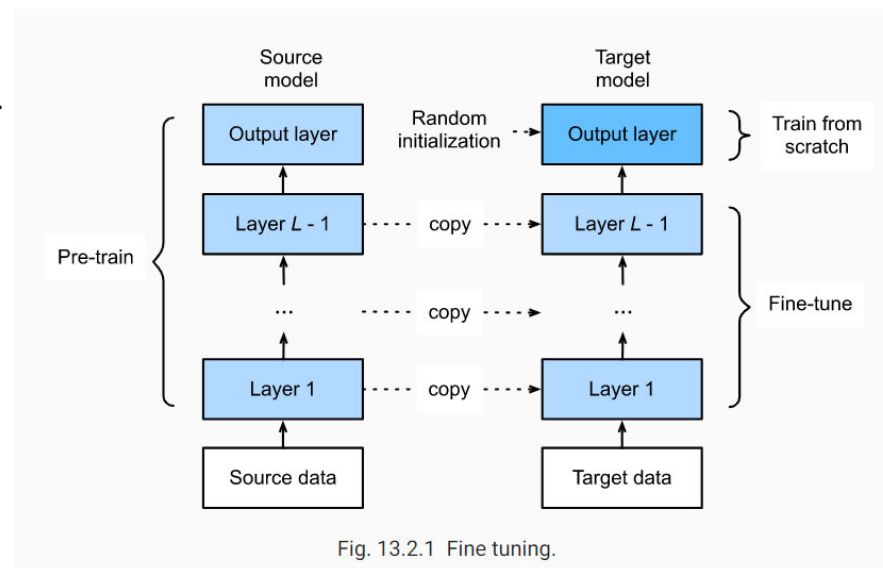 Source
model
Target
model
Output layer
Random
initialization
Output layer
Train from
scratch
Layer L - 1
copy
Layer L - 1
Pre-train
...
copy
...
Fine-tune
Layer 1
copy
Layer 1
Source data
Target data
Fig. 13.2.1 Fine tuning.